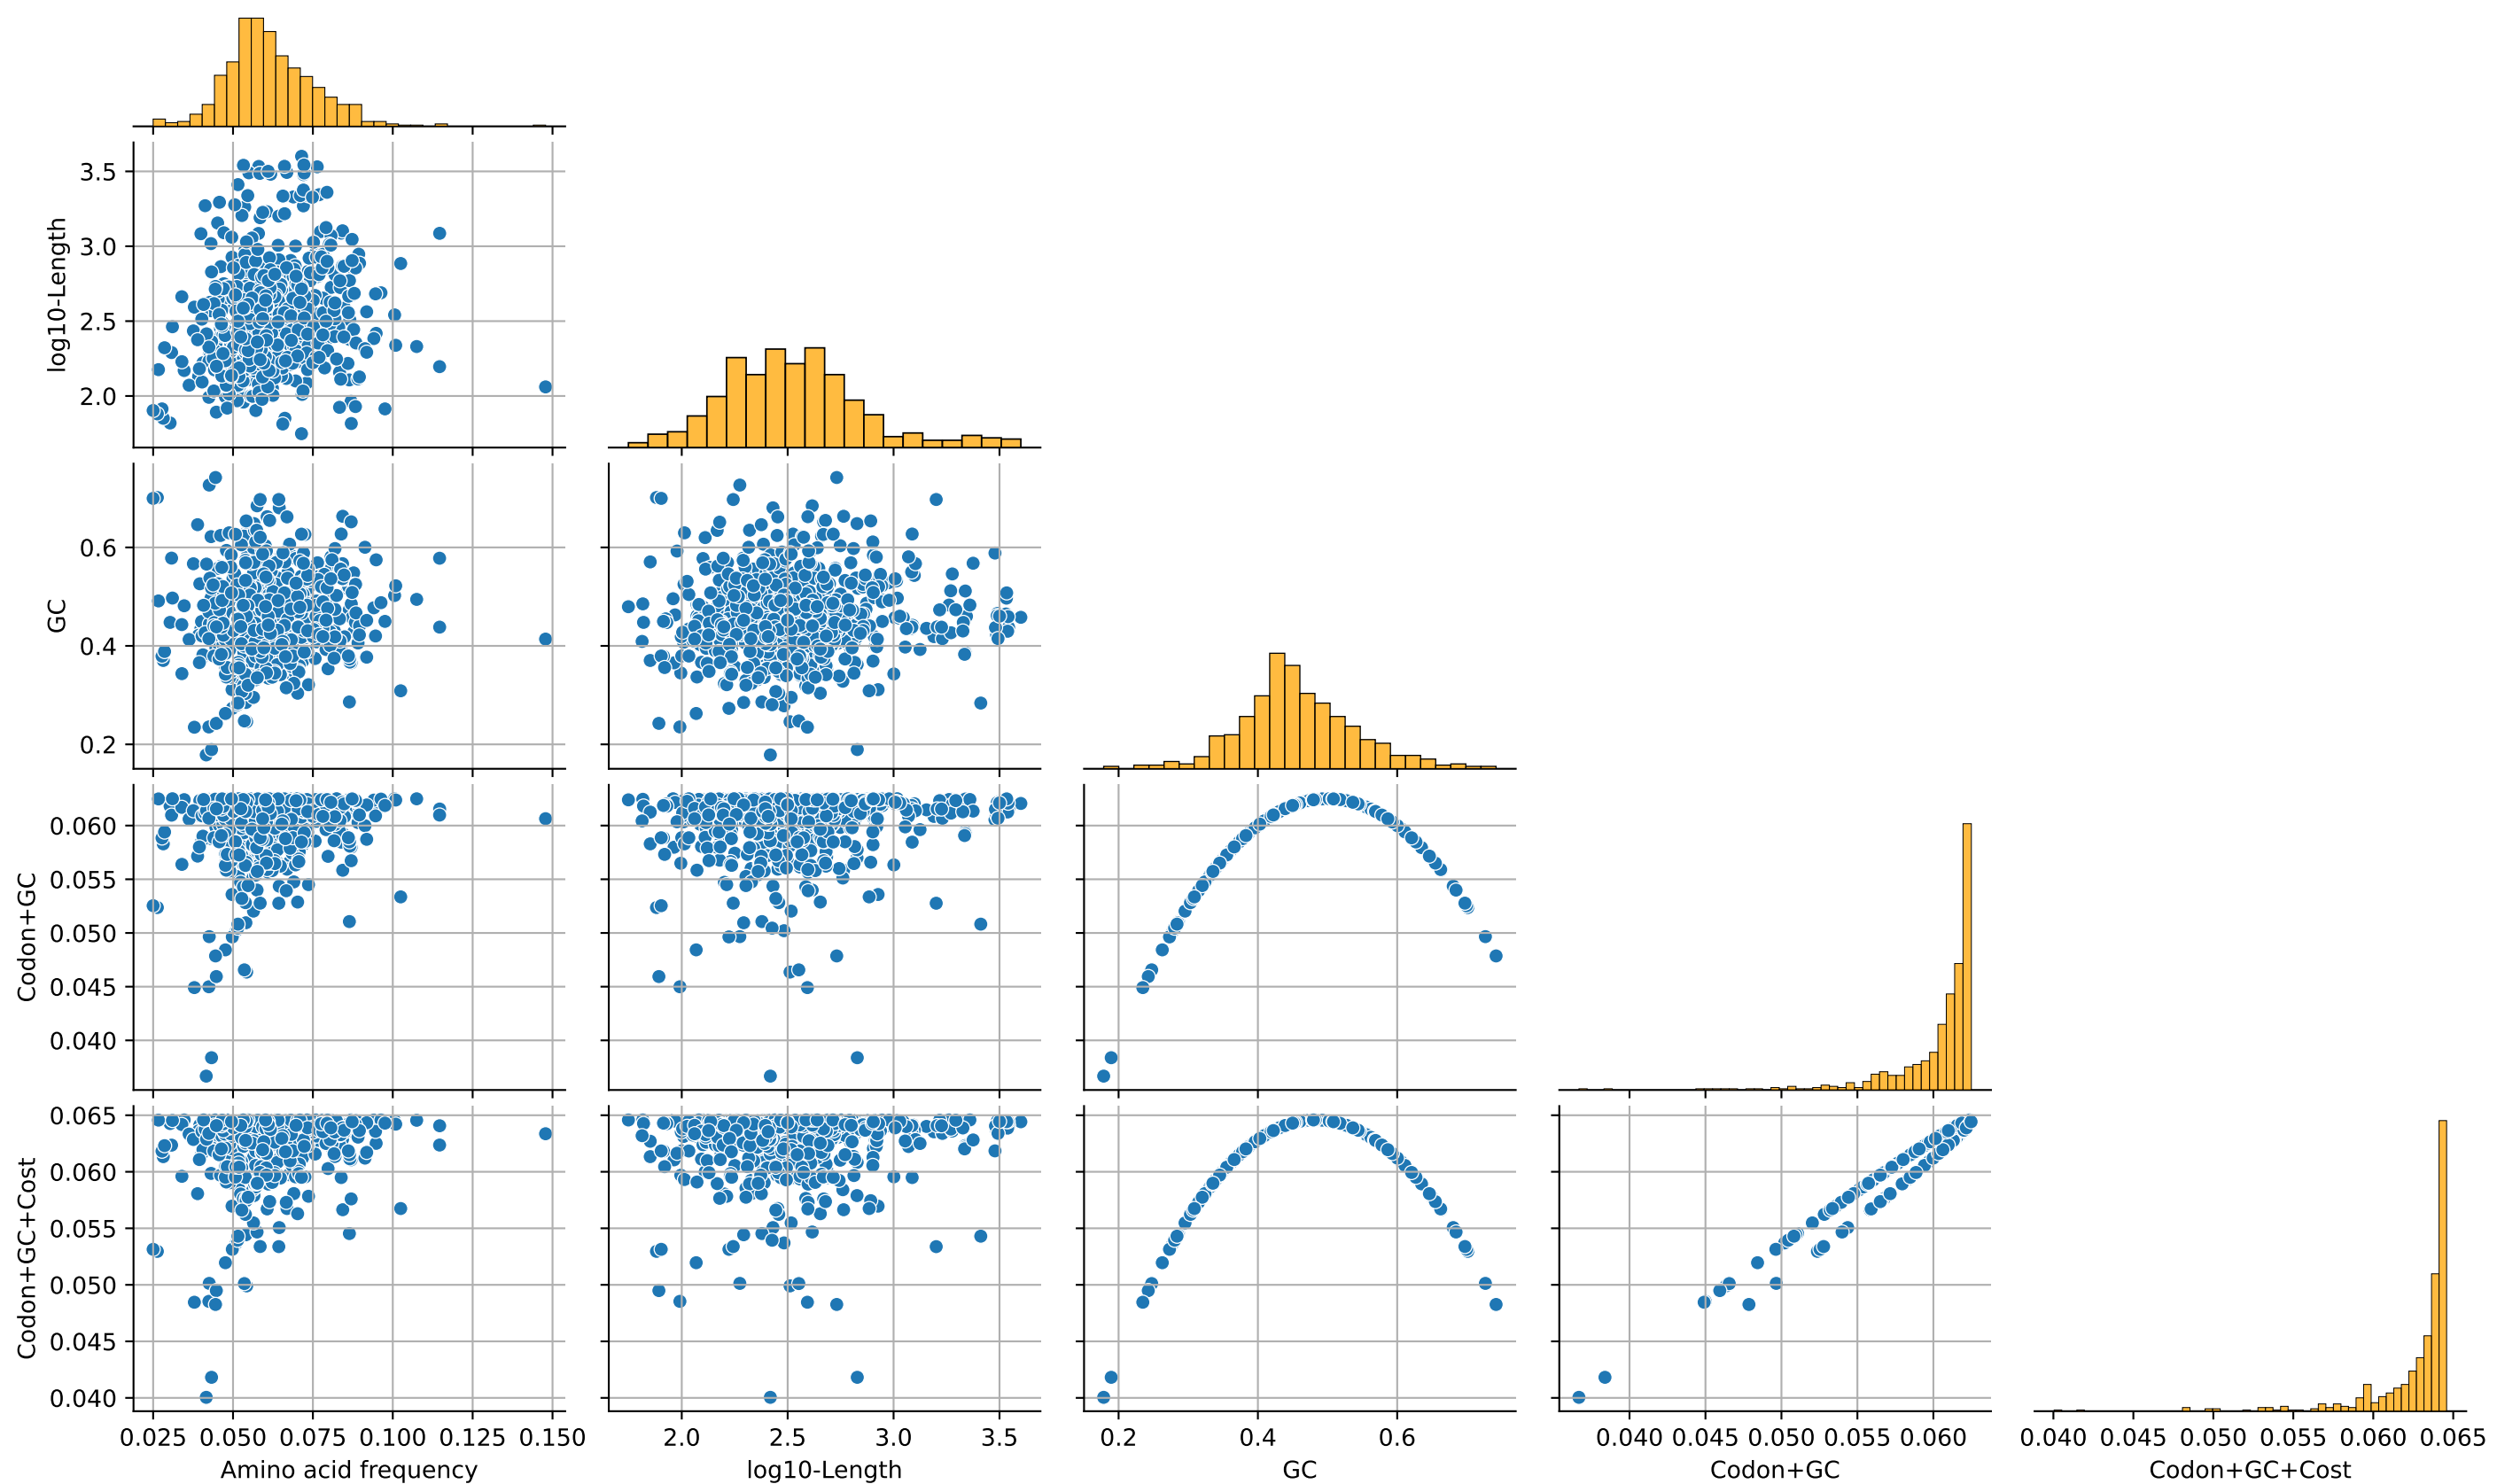 3.5
3.0
2.5
2.0
log10-Length
0.6
0.4
0.2
GC
0.060
0.055
0.050
0.045
0.040
Codon+GC
0.065
0.060
0.055
0.050
0.045
0.040
Codon+GC+Cost
0.025 0.050 0.075 0.100 0.125 0.150
Amino acid frequency
2.0 2.5 3.0 3.5
log10-Length
0.2 0.4 0.6
GC
0.040 0.045 0.050 0.055 0.060
Codon+GC
0.040 0.045 0.050 0.055 0.060 0.065
Codon+GC+Cost